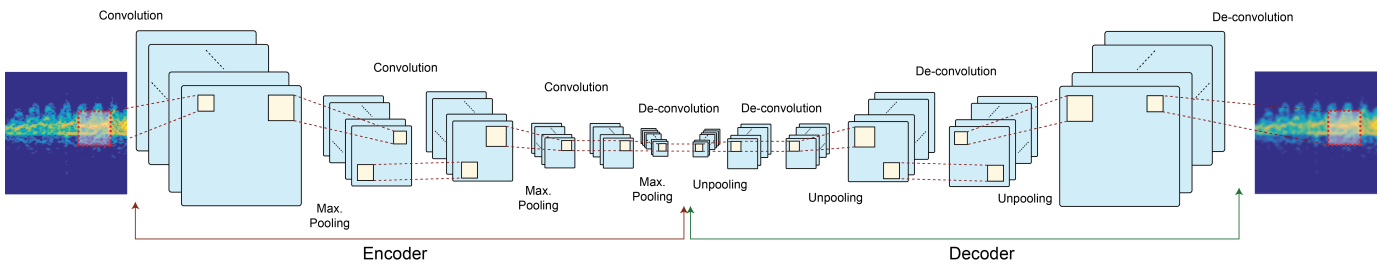 Convolution
De-convolution
Convolution
De-convolution
Convolution
De-convolution
De-convolution
Max.
Pooling
Max.
Pooling
Max.
Pooling
Unpooling
Unpooling
Unpooling
Encoder
Decoder